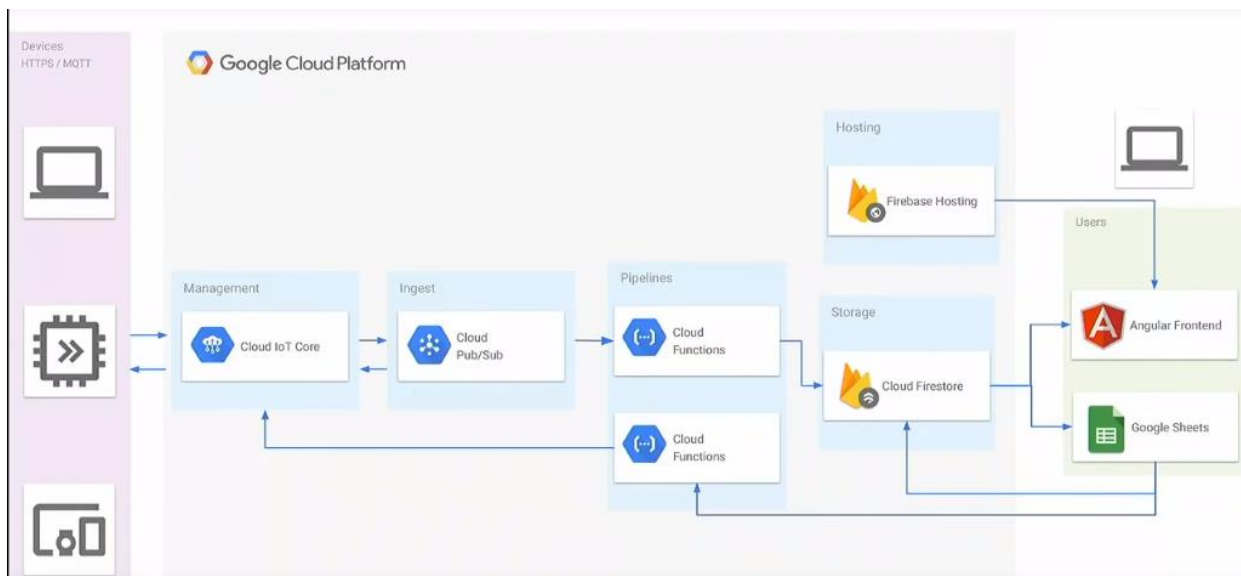 Devices
HTTPS / MQTT
Google Cloud Platform
Hosting
Firebase Hosting
Users
Management
Cloud IoT Core
Ingest
Cloud
Pub/Sub
Pipelines
Cloud
Functions
Cloud
Functions
Storage
Cloud Firestore
Angular Frontend
Google Sheets